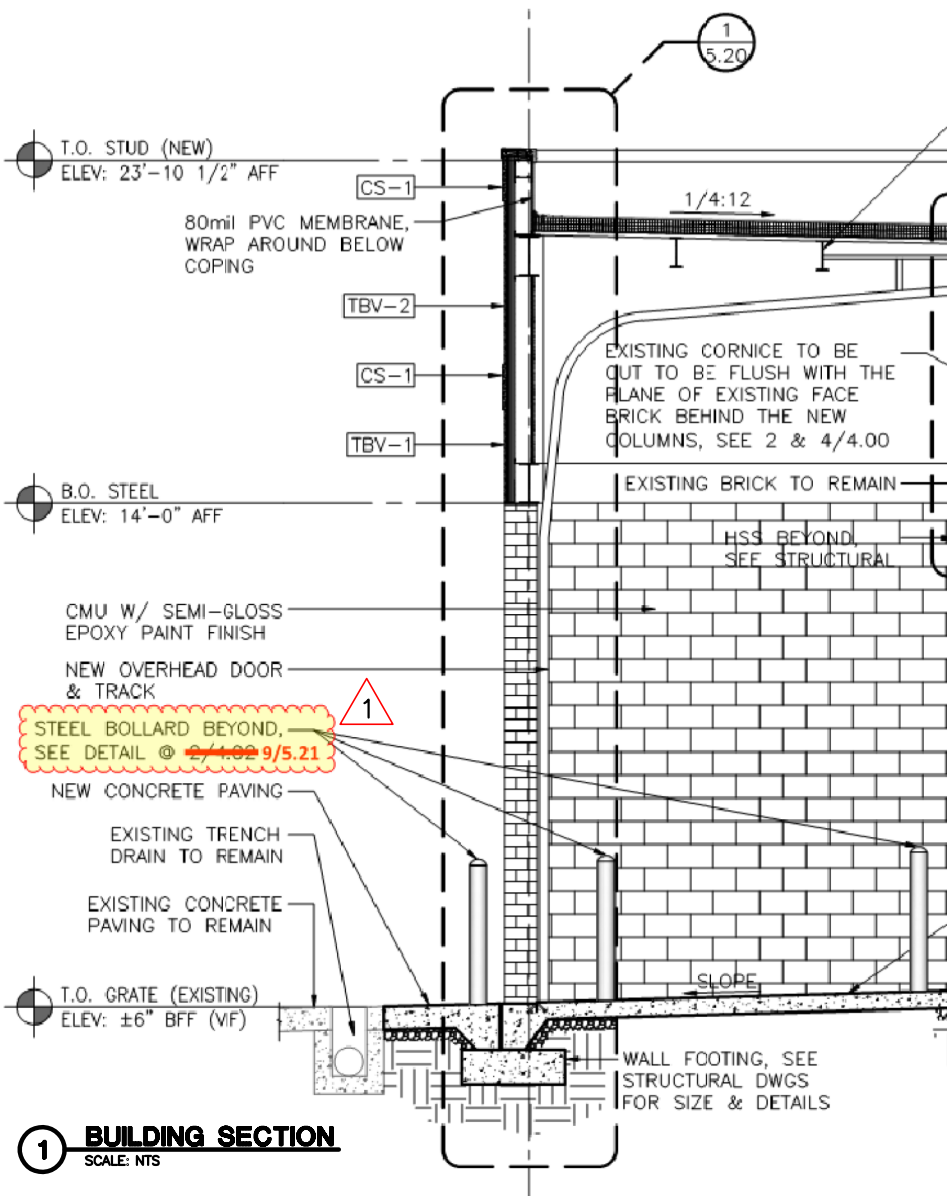 1
5.20
T.O. STUD (NEW)
ELEV: 23'-10 1/2" AFF
CS-1
80mil PVC MEMBRANE,
WRAP AROUND BELOW
COPING
1/4:12
TBV-2
CS-1
TBV-1
EXISTING CORNICE TO BE
CUT TO BE FLUSH WITH THE
PLANE OF EXISTING FACE
BRICK BEHIND THE NEW
COLUMNS, SEE 2 & 4/4.00
B.O. STEEL
ELEV: 14'-0" AFF
EXISTING BRICK TO REMAIN
HSS BEYOND,
SEE STRUCTURAL
CMU W/ SEMI-GLOSS
EPOXY PAINT FINISH
NEW OVERHEAD DOOR
& TRACK
1
STEEL BOLLARD BEYOND,
SEE DETAIL @ 2/4.02 9/5.21
NEW CONCRETE PAVING
EXISTING TRENCH
DRAIN TO REMAIN
EXISTING CONCRETE
PAVING TO REMAIN
SLOPE
T.O. GRATE (EXISTING)
ELEV: ±6" BFF (VIF)
WALL FOOTING, SEE
STRUCTURAL DWGS
FOR SIZE & DETAILS
1 BUILDING SECTION
SCALE: NTS